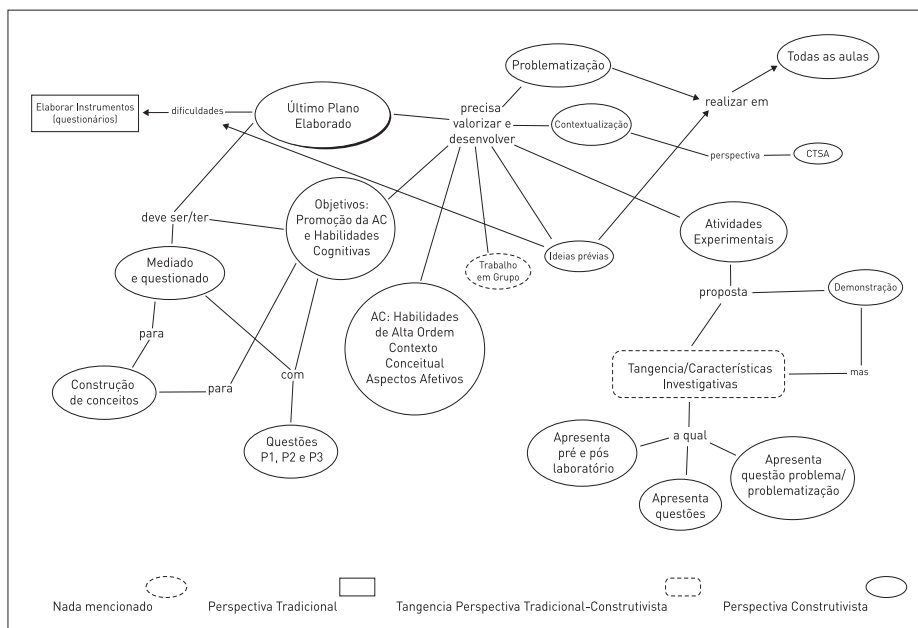 Problematização
Todas as aulas
Elaborar Instrumentos
(questionários)
dificuldades
Último Plano
Elaborado
precisa
valorizar e
desenvolver
realizar em
Contextualização
perspectiva
CTSA
deve ser/ter
Objetivos:
Promoção da AC
e Habilidades
Cognitivas
Mediado
e questionado
Trabalho
em Grupo
Ideias prévias
Atividades
Experimentais
proposta
Demonstração
para
AC: Habilidades
de Alta Ordem
Contexto
Conceitual
Aspectos Afetivos
Construção
de conceitos
para
com
Tangencia/Características
Investigativas
mas
Questões
P1, P2 e P3
Apresenta
pré e pós
laboratório
a qual
Apresenta
questões
Apresenta
questão problema/
problematização
Nada mencionado
Perspectiva Tradicional
Tangencia Perspectiva Tradicional-Construtivista
Perspectiva Construtivista